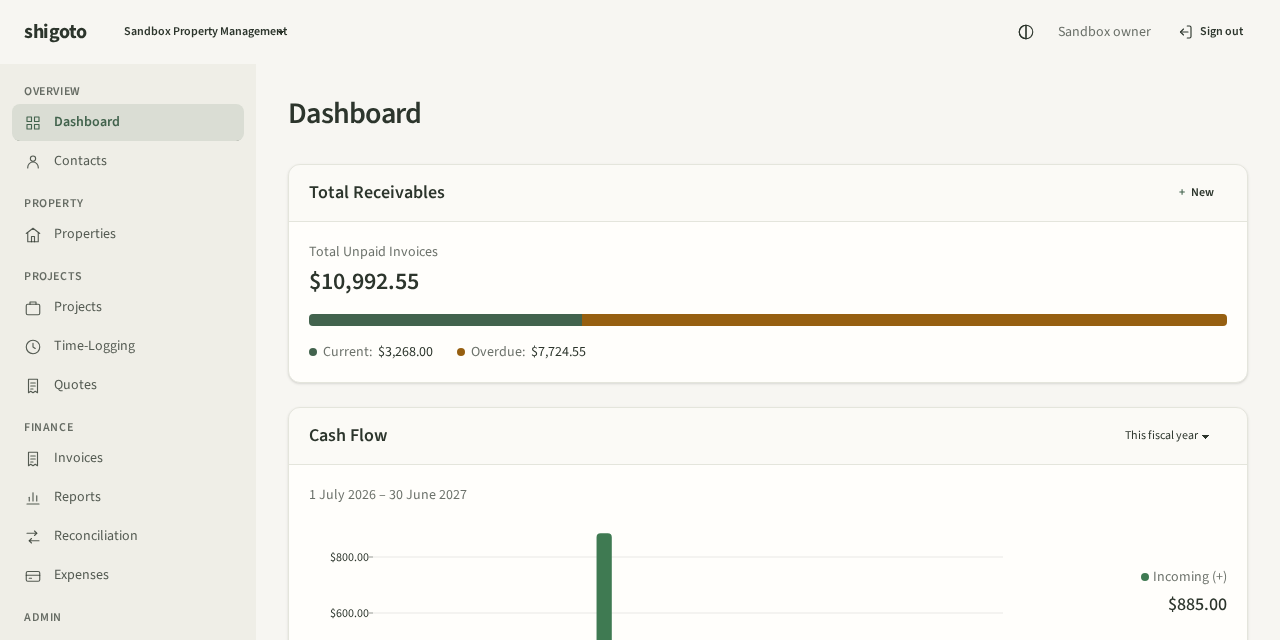 shigoto
Sandbox Property Management
Sandbox owner
Sign out
OVERVIEW
Dashboard
Contacts
PROPERTY
Properties
PROJECTS
Projects
Time-Logging
Quotes
FINANCE
Invoices
Reports
Reconciliation
Expenses
ADMIN
Dashboard
Total Receivables
+ New
Total Unpaid Invoices
$10,992.55
Current: $3,268.00
Overdue: $7,724.55
Cash Flow
This fiscal year
1 July 2026 – 30 June 2027
$800.00
$600.00
Incoming (+)
$885.00